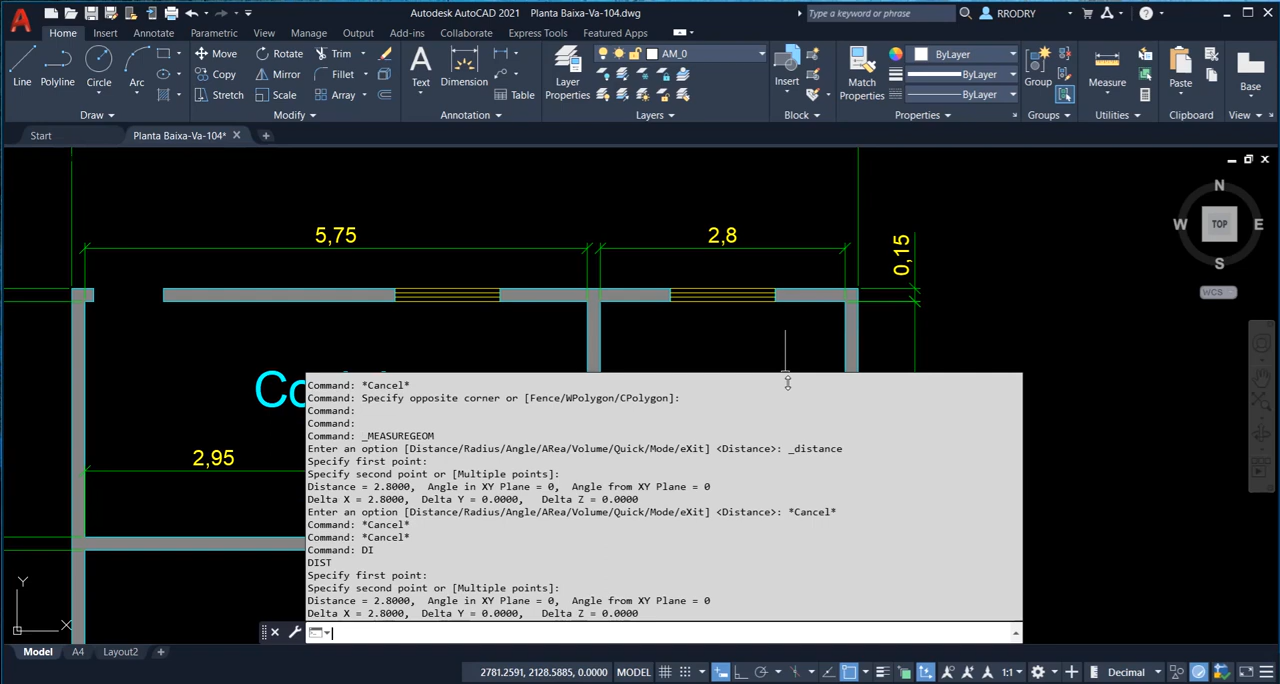 Autodesk AutoCAD 2021 Planta Baixa-Va-104.dwg
Type a keyword or phrase
RRODRY
Home Insert Annotate Parametric View Manage Output Add-ins Collaborate Express Tools Featured Apps
Line Polyline Circle Arc
Move Rotate Trim
Copy Mirror Fillet
Stretch Scale Array
Text Dimension Table
Layer Properties
AM_0
Insert
Match Properties
ByLayer
ByLayer
ByLayer
Group Measure Paste Base
Draw Modify Annotation Layers Block Properties Groups Utilities Clipboard View
Start Planta Baixa-Va-104*
N
W TOP E
S
WCS
5,75 2,8 0,15
2,95
Command: *Cancel*
Command: Specify opposite corner or [Fence/WPolygon/CPolygon]:
Command:
Command:
Command: _MEASUREGEOM
Enter an option [Distance/Radius/Angle/ARea/Volume/Quick/Mode/eXit] <Distance>: _distance
Specify first point:
Specify second point or [Multiple points]:
Distance = 2.8000, Angle in XY Plane = 0, Angle from XY Plane = 0
Delta X = 2.8000, Delta Y = 0.0000, Delta Z = 0.0000
Enter an option [Distance/Radius/Angle/ARea/Volume/Quick/Mode/eXit] <Distance>: *Cancel*
Command: *Cancel*
Command: *Cancel*
Command: DI
DIST
Specify first point:
Specify second point or [Multiple points]:
Distance = 2.8000, Angle in XY Plane = 0, Angle from XY Plane = 0
Delta X = 2.8000, Delta Y = 0.0000, Delta Z = 0.0000
Y
X
Model A4 Layout2
2781.2591, 2128.5885, 0.0000 MODEL 1:1 Decimal